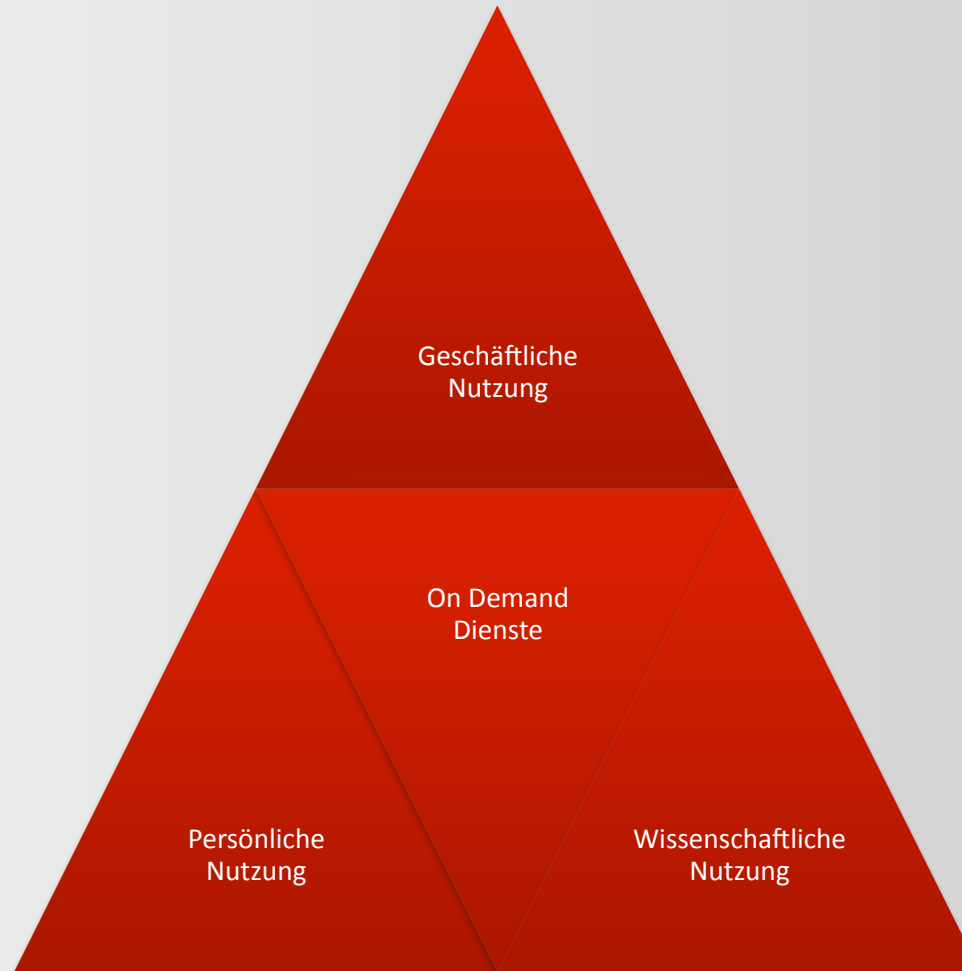 Geschäftliche
Nutzung
On Demand
Dienste
Persönliche
Nutzung
Wissenschaftliche
Nutzung